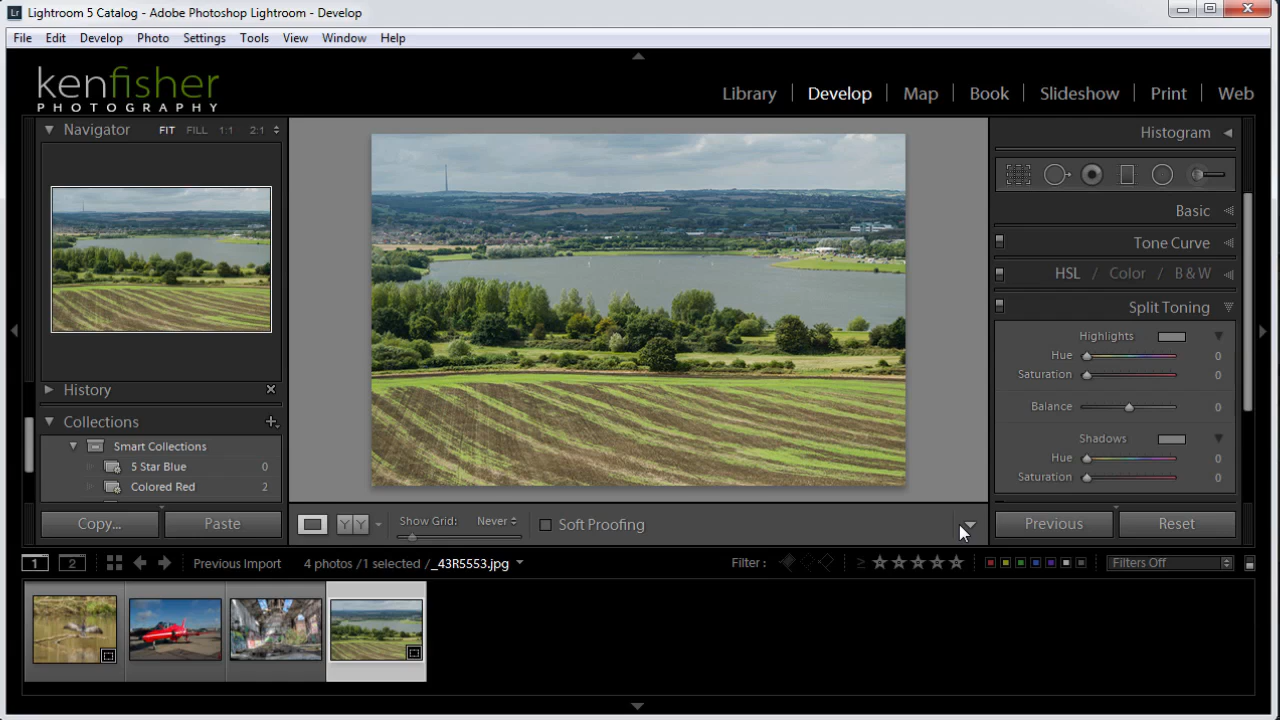 Lr Lightroom 5 Catalog - Adobe Photoshop Lightroom - Develop
File Edit Develop Photo Settings Tools View Window Help
kenfisher
PHOTOGRAPHY
Library | Develop | Map | Book | Slideshow | Print | Web
Navigator FIT FILL 1:1 2:1
History
Collections
Smart Collections
5 Star Blue 0
Colored Red 2
Copy... Paste
YY Show Grid: Never Soft Proofing
Histogram
Basic
Tone Curve
HSL / Color / B & W
Split Toning
Highlights
Hue 0
Saturation 0
Balance 0
Shadows
Hue 0
Saturation 0
Previous Reset
1 2 Previous Import 4 photos /1 selected /_43R5553.jpg Filter: ≥ Filters Off